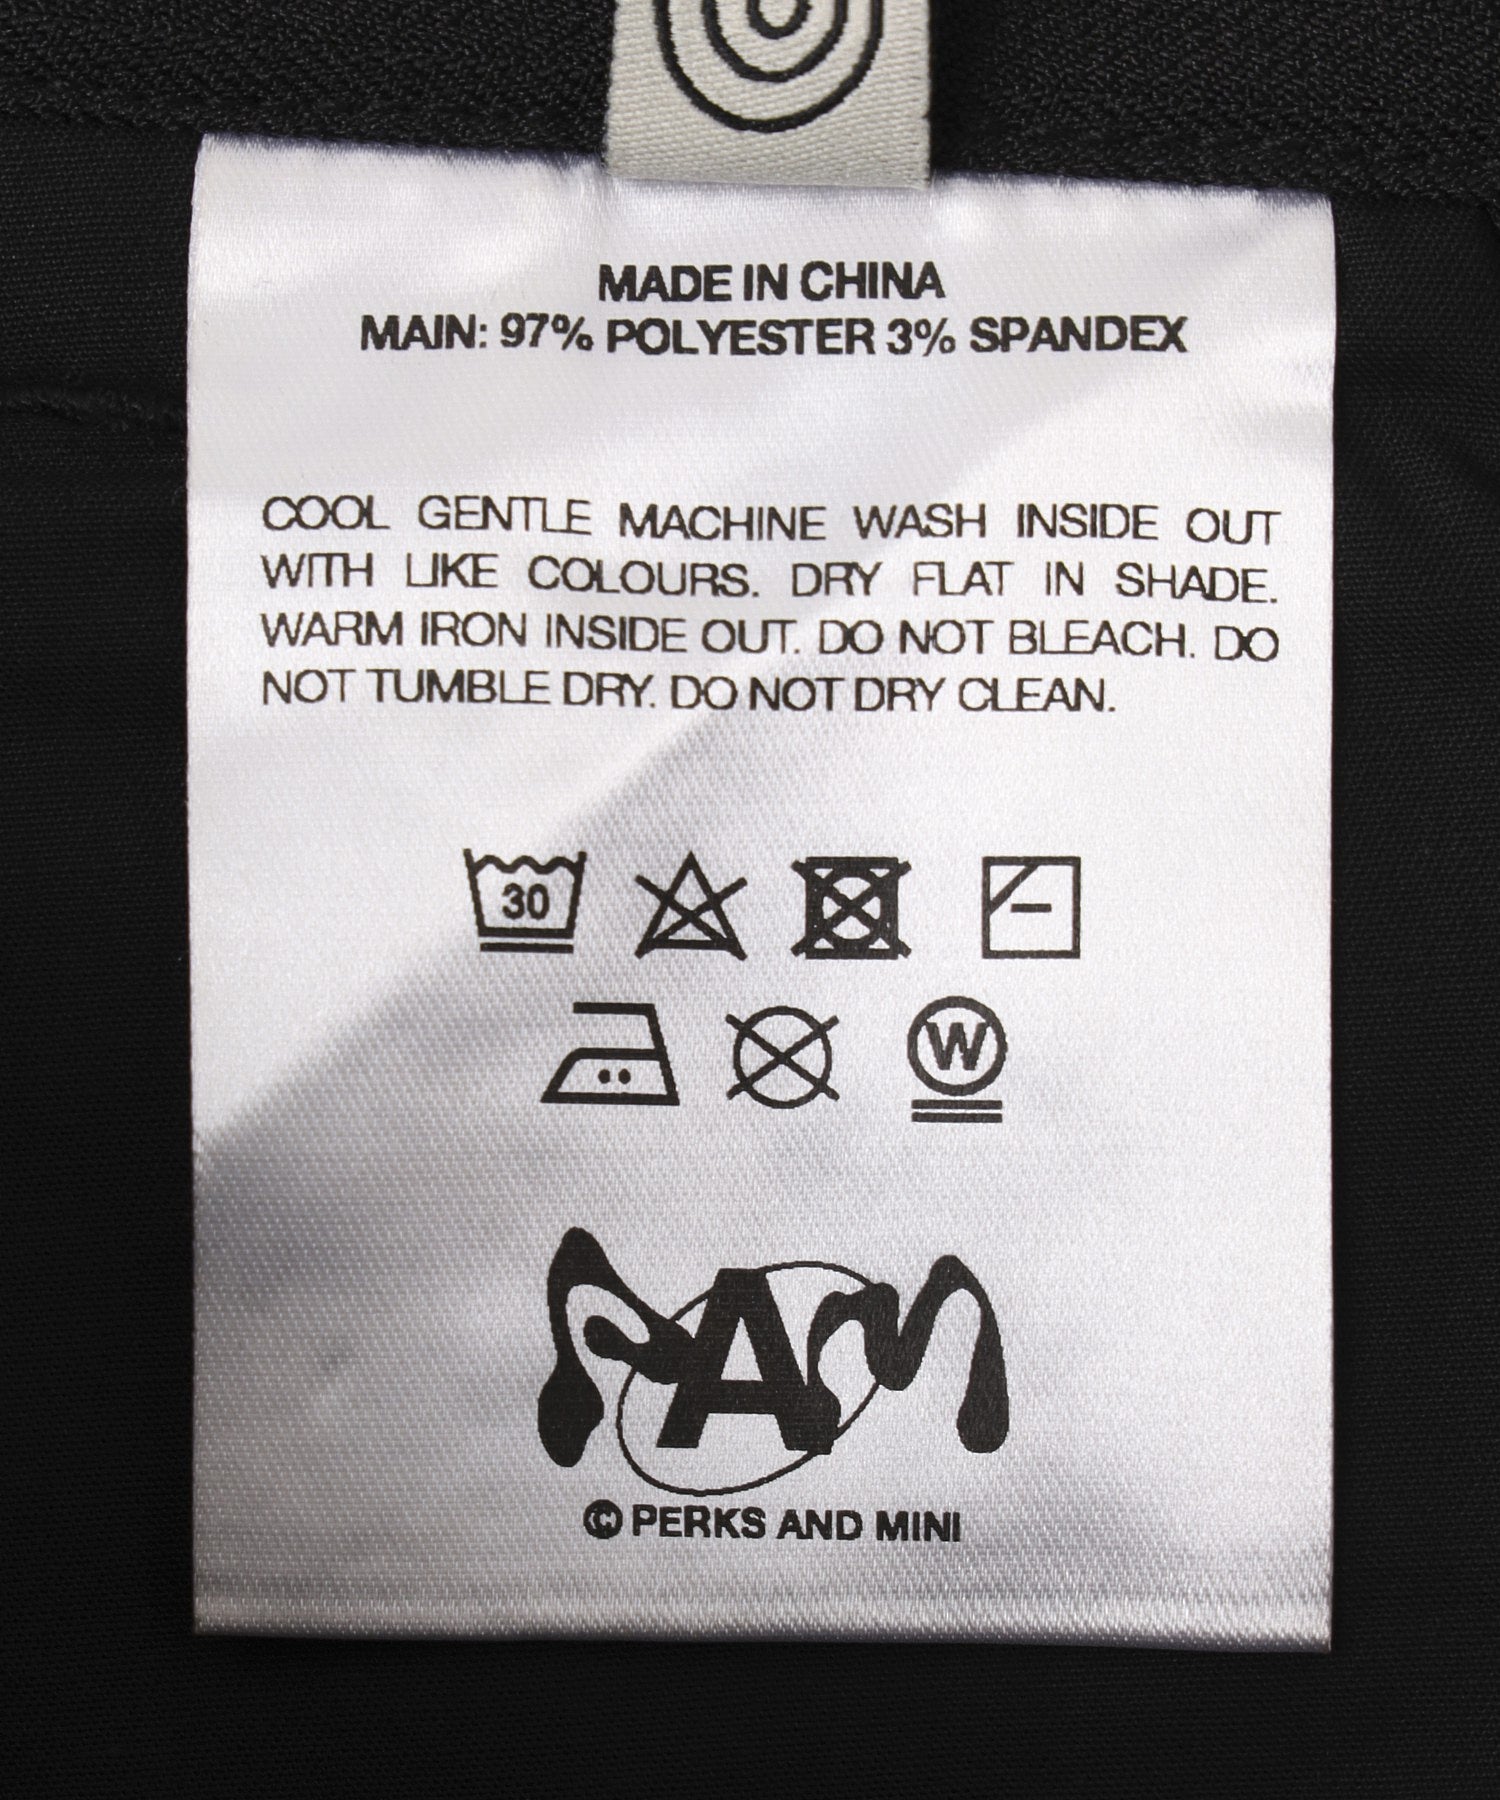 MADE IN CHINA
MAIN: 97% POLYESTER 3% SPANDEX
COOL GENTLE MACHINE WASH INSIDE OUT
WITH LIKE COLOURS. DRY FLAT IN SHADE.
WARM IRON INSIDE OUT. DO NOT BLEACH. DO
NOT TUMBLE DRY. DO NOT DRY CLEAN.
30
W
PAM
© PERKS AND MINI